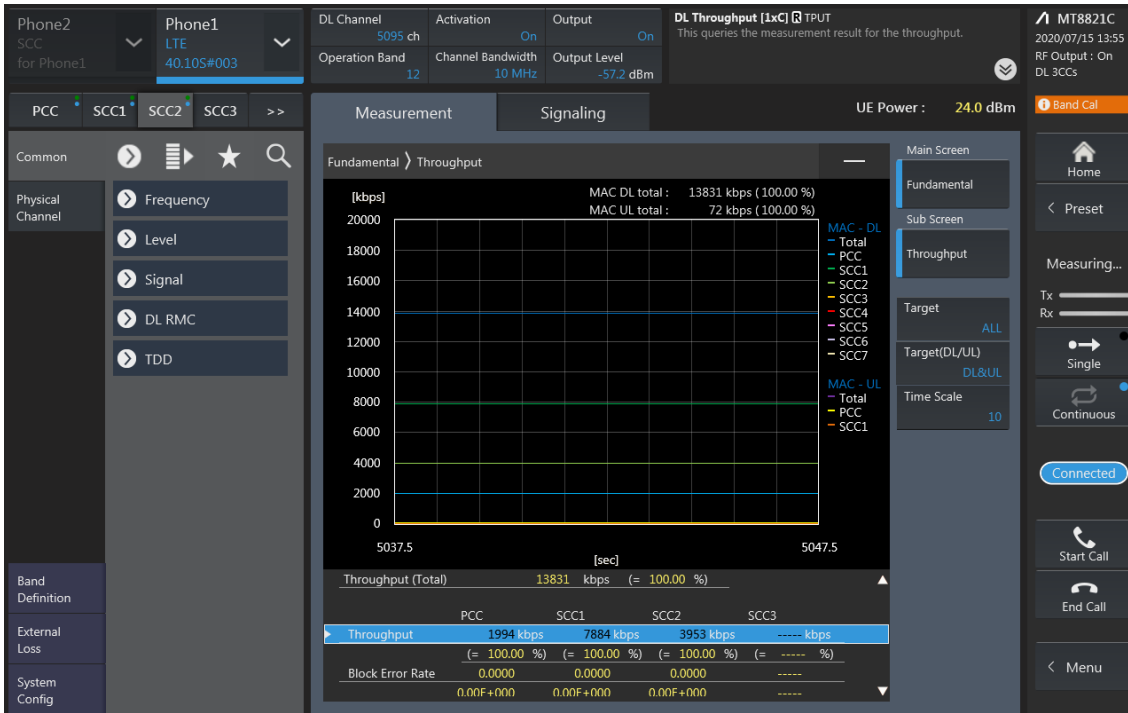 Phone2
SCC
for Phone1
Phone1
LTE
40.10S#003
DL Channel
5095 ch
Activation
On
Output
On
Operation Band
12
Channel Bandwidth
10 MHz
Output Level
-57.2 dBm
DL Throughput [1xC] R TPUT
This queries the measurement result for the throughput.
MT8821C
2020/07/15 13:55
RF Output : On
DL 3CCs
PCC SCC1 SCC2 SCC3 >>
Measurement Signaling
UE Power : 24.0 dBm
Band Cal
Common
Physical
Channel
Frequency
Level
Signal
DL RMC
TDD
Band
Definition
External
Loss
System
Config
Fundamental 〉 Throughput
[kbps]
MAC DL total : 13831 kbps ( 100.00 %)
MAC UL total : 72 kbps ( 100.00 %)
20000
18000
16000
14000
12000
10000
8000
6000
4000
2000
0
5037.5 5047.5
[sec]
MAC - DL
Total
PCC
SCC1
SCC2
SCC3
SCC4
SCC5
SCC6
SCC7
MAC - UL
Total
PCC
SCC1
Throughput (Total) 13831 kbps (= 100.00 %)
PCC SCC1 SCC2 SCC3
Throughput 1994 kbps 7884 kbps 3953 kbps ----- kbps
(= 100.00 %) (= 100.00 %) (= 100.00 %) (= ----- %)
Block Error Rate 0.0000 0.0000 0.0000 -----
0.00E+000 0.00E+000 0.00E+000 -----
Main Screen
Fundamental
Sub Screen
Throughput
Target
ALL
Target(DL/UL)
DL&UL
Time Scale
10
Home
< Preset
Measuring...
Tx
Rx
Single
Continuous
Connected
Start Call
End Call
< Menu